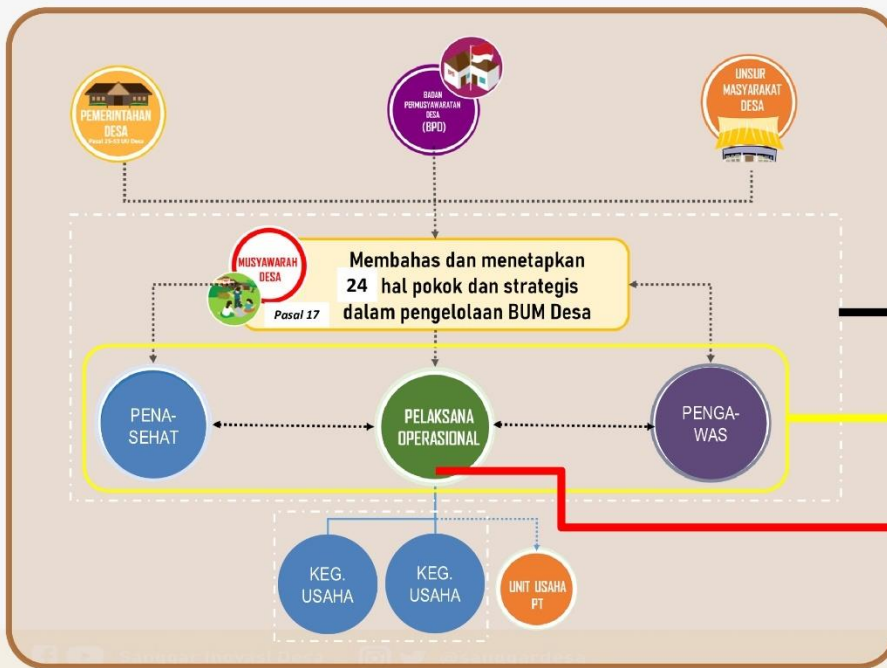 PEMERINTAHAN
DESA
BADAN
PERMUSYAWARATAN
DESA
(BPD)
UNSUR
MASYARAKAT
DESA
MUSYAWARAH
DESA
Pasal 17
Membahas dan menetapkan
24 hal pokok dan strategis
dalam pengelolaan BUM Desa
PENA-
SEHAT
PELAKSANA
OPERASIONAL
PENGA-
WAS
KEG.
USAHA
KEG.
USAHA
UNIT USAHA
PT